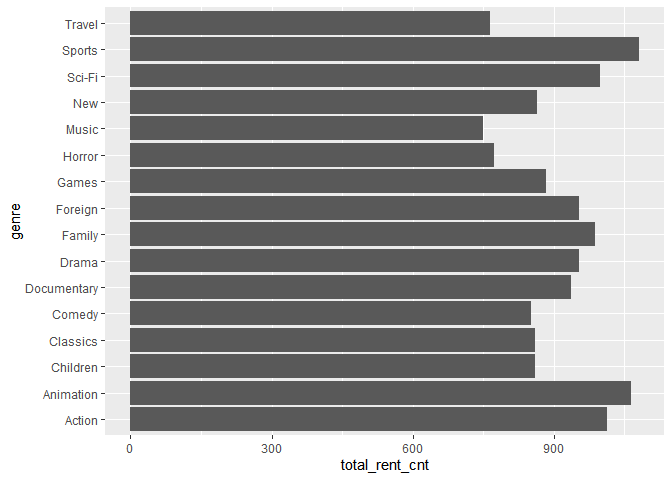 Travel
Sports
Sci-Fi
New
Music
Horror
Games
Foreign
Family
Drama
Documentary
Comedy
Classics
Children
Animation
Action
genre
0 300 600 900
total_rent_cnt